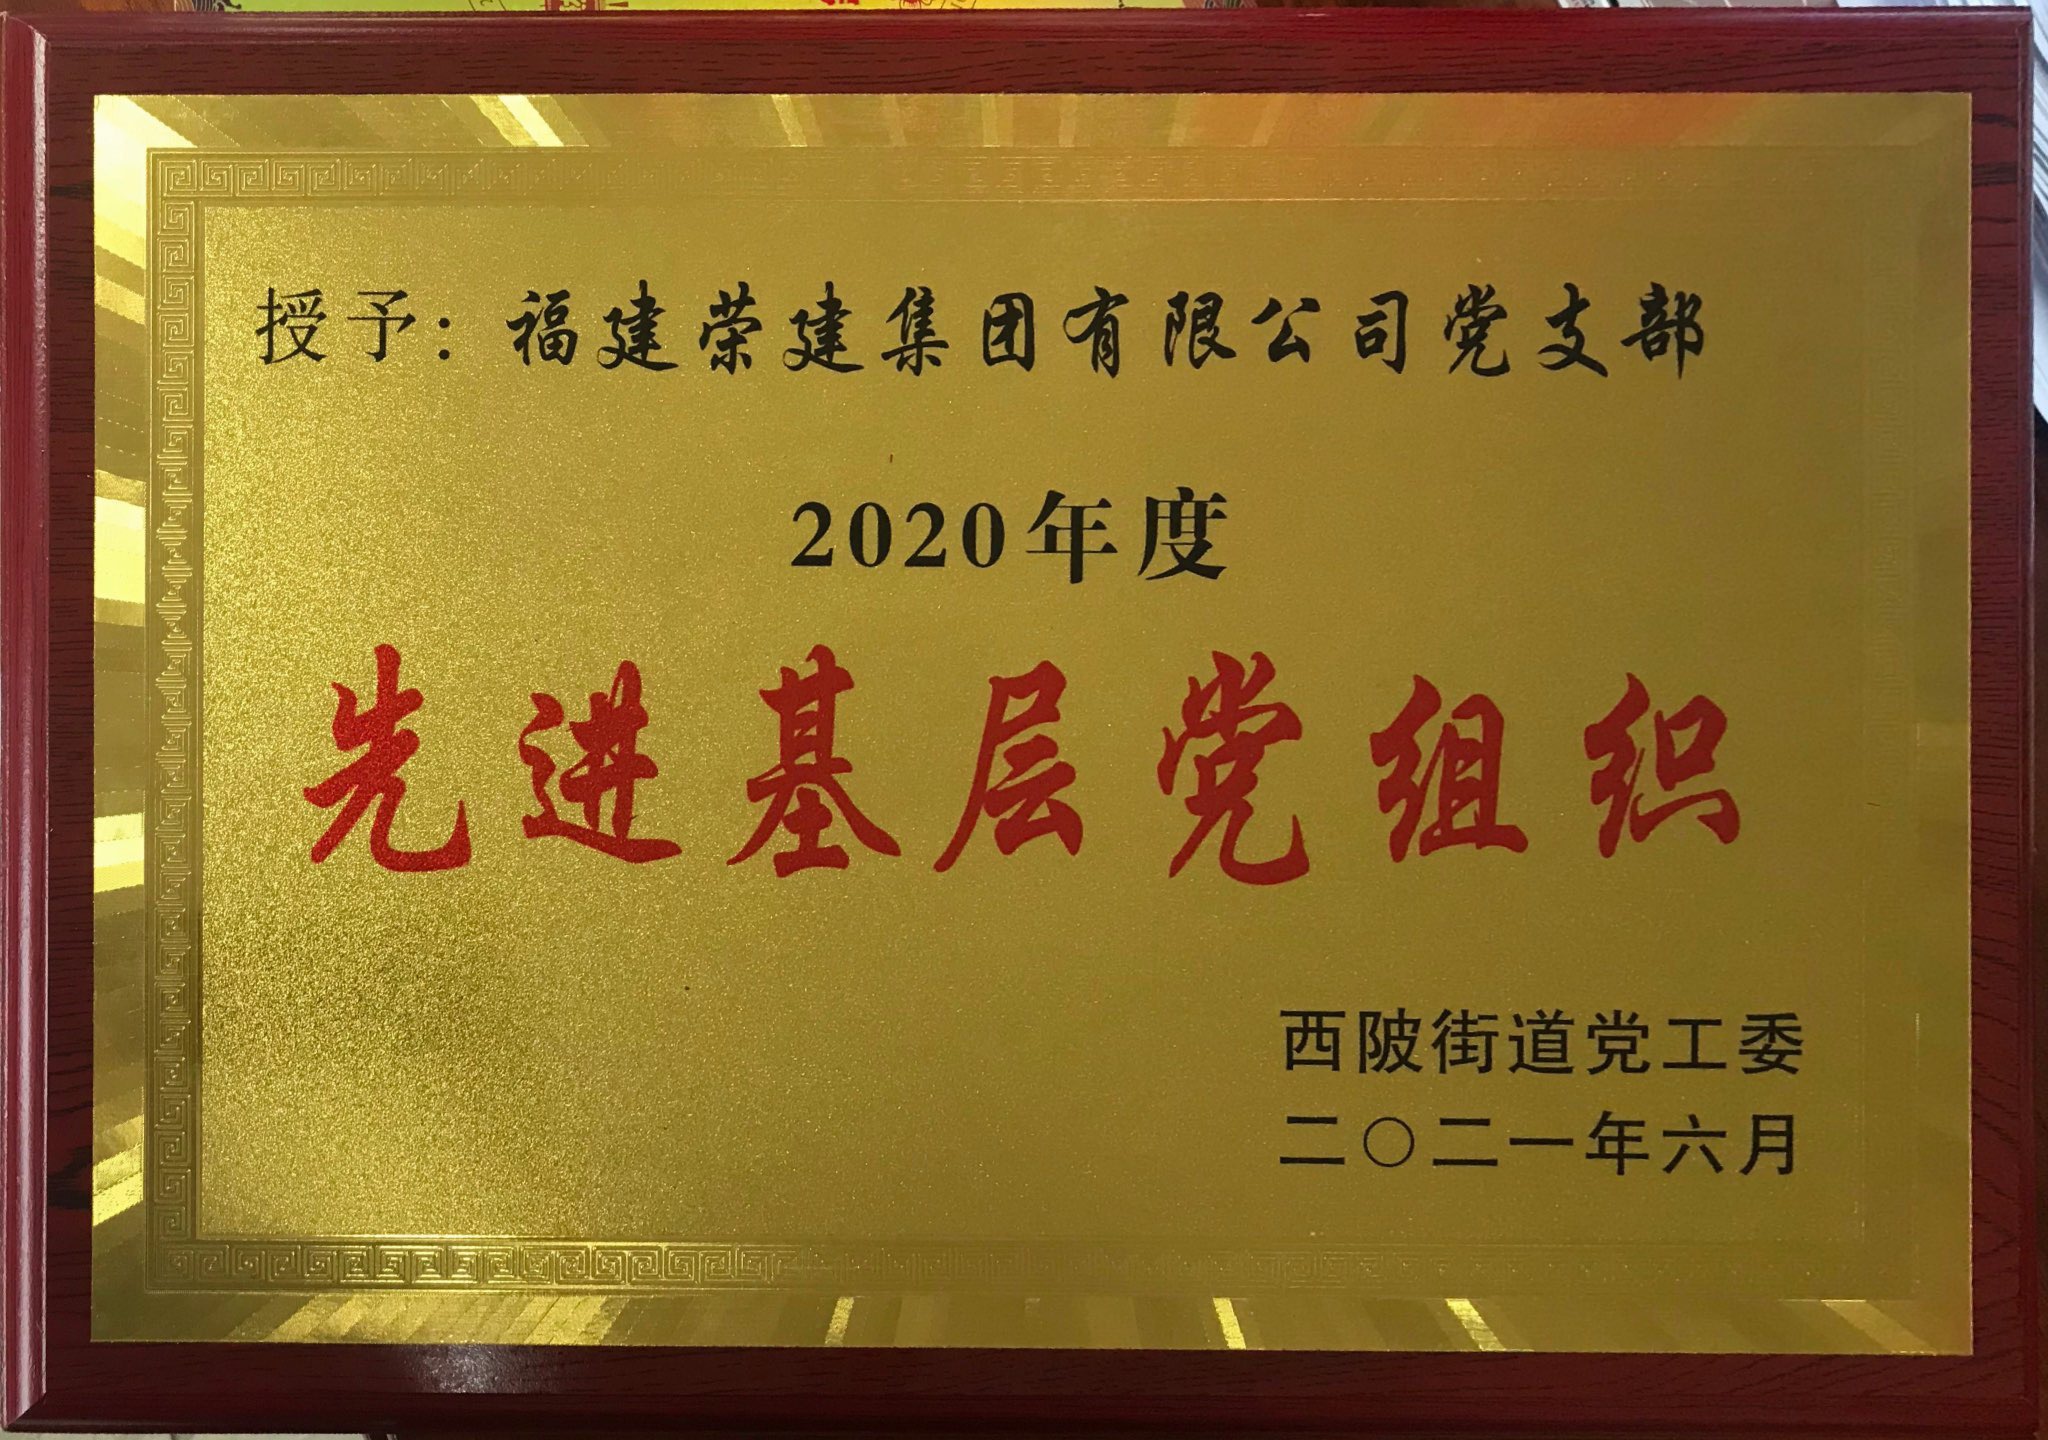 授予：福建荣建集团有限公司党支部
2020年度
先进基层党组织
西陂街道党工委
二〇二一年六月